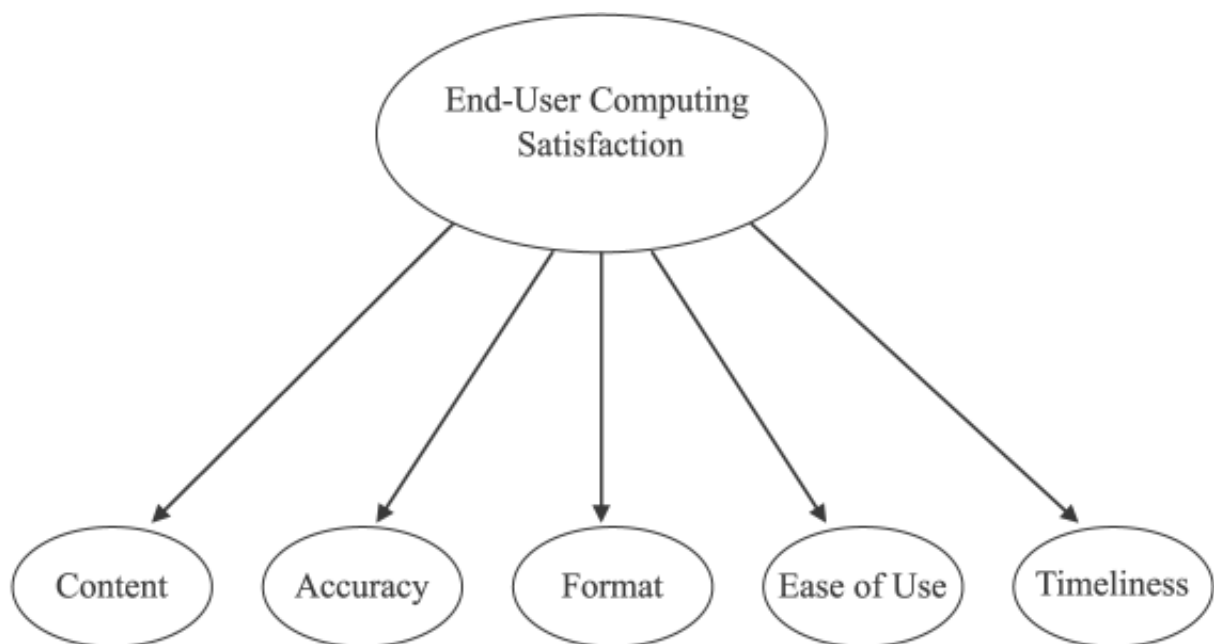 End-User Computing
Satisfaction
Content
Accuracy
Format
Ease of Use
Timeliness